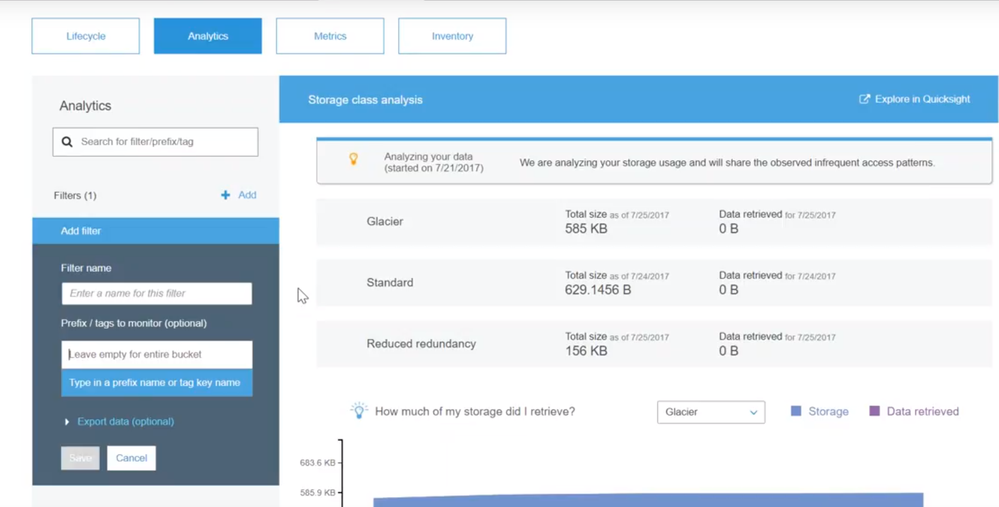 Lifecycle
Analytics
Metrics
Inventory
Analytics
Search for filter/prefix/tag
Filters (1)
Add
Add filter
Filter name
Enter a name for this filter
Prefix / tags to monitor (optional)
Leave empty for entire bucket
Type in a prefix name or tag key name
Export data (optional)
Save
Cancel
Storage class analysis
Explore in Quicksight
Analyzing your data
(started on 7/21/2017)
We are analyzing your storage usage and will share the observed infrequent access patterns.
Glacier
Total size as of 7/25/2017
585 KB
Data retrieved for 7/25/2017
0 B
Standard
Total size as of 7/24/2017
629.1456 B
Data retrieved for 7/24/2017
0 B
Reduced redundancy
Total size as of 7/25/2017
156 KB
Data retrieved for 7/25/2017
0 B
How much of my storage did I retrieve?
Glacier
Storage
Data retrieved
683.6 KB
585.9 KB